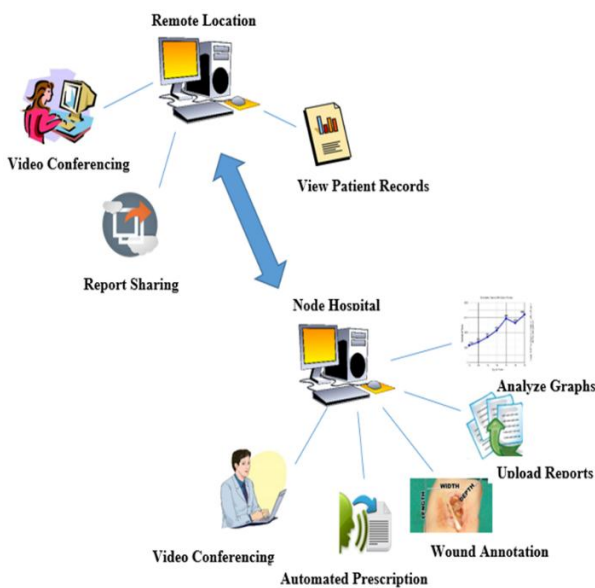 Remote Location
Video Conferencing
View Patient Records
Report Sharing
Node Hospital
Analyze Graphs
Upload Reports
LENGTH
WIDTH
DEPTH
Wound Annotation
Video Conferencing
Automated Prescription